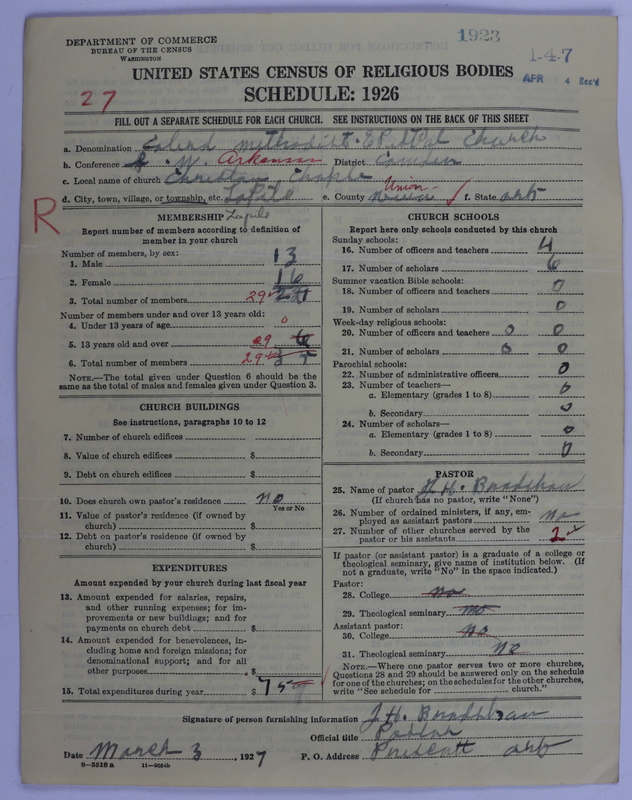 DEPARTMENT OF COMMERCE
BUREAU OF THE CENSUS
WASHINGTON
1923
1-4-7
APR 4 Rec'd
UNITED STATES CENSUS OF RELIGIOUS BODIES
SCHEDULE: 1926
27
FILL OUT A SEPARATE SCHEDULE FOR EACH CHURCH. SEE INSTRUCTIONS ON THE BACK OF THIS SHEET
a. Denomination Colerd Methodist Church
b. Conference W. Arkansas District Camden
c. Local name of church Christian Chaple
d. City, town, village, or township, etc. LaPile e. County Union f. State Ark
R
MEMBERSHIP Lapile
Report number of members according to definition of
member in your church
Number of members, by sex:
1. Male 13
2. Female 16
3. Total number of members 29
Number of members under and over 13 years old:
4. Under 13 years of age 0
5. 13 years old and over 29
6. Total number of members 29
NOTE.—The total given under Question 6 should be the
same as the total of males and females given under Question 3.
CHURCH BUILDINGS
See instructions, paragraphs 10 to 12
7. Number of church edifices
8. Value of church edifices $
9. Debt on church edifices $
10. Does church own pastor's residence no
Yes or No
11. Value of pastor's residence (if owned by
church) $
12. Debt on pastor's residence (if owned by
church) $
EXPENDITURES
Amount expended by your church during last fiscal year
13. Amount expended for salaries, repairs,
and other running expenses; for im-
provements or new buildings; and for
payments on church debt $
14. Amount expended for benevolences, in-
cluding home and foreign missions; for
denominational support; and for all
other purposes $
15. Total expenditures during year $ 75
CHURCH SCHOOLS
Report here only schools conducted by this church
Sunday schools:
16. Number of officers and teachers 4
17. Number of scholars 6
Summer vacation Bible schools:
18. Number of officers and teachers 0
19. Number of scholars 0
Week-day religious schools:
20. Number of officers and teachers 0 0
21. Number of scholars 0 0
Parochial schools:
22. Number of administrative officers 0
23. Number of teachers—
a. Elementary (grades 1 to 8) 0
b. Secondary 0
24. Number of scholars—
a. Elementary (grades 1 to 8) 0
b. Secondary 0
PASTOR
25. Name of pastor J. H. Bradshaw
(If church has no pastor, write "None")
26. Number of ordained ministers, if any, em-
ployed as assistant pastors no
27. Number of other churches served by the
pastor or his assistants 2
If pastor (or assistant pastor) is a graduate of a college or
theological seminary, give name of institution below. (If
not a graduate, write "No" in the space indicated.)
Pastor:
28. College no
29. Theological seminary no
Assistant pastor:
30. College no
31. Theological seminary no
NOTE.—Where one pastor serves two or more churches,
Questions 28 and 29 should be answered only on the schedule
for one of the churches; on the schedules for the other churches,
write "See schedule for church."
Signature of person furnishing information J. H. Bradshaw
Official title Pastor
Date March 3, 1927 P. O. Address Prescott Ark
8-5518 a